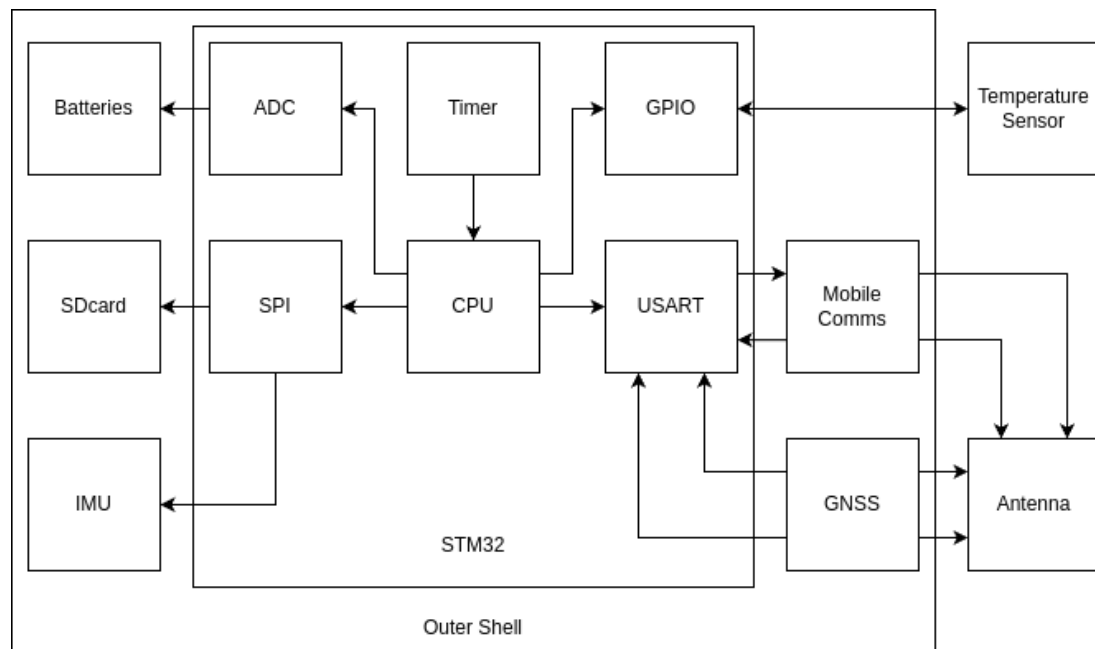 Batteries
ADC
Timer
GPIO
Temperature
Sensor
SDcard
SPI
CPU
USART
Mobile
Comms
IMU
GNSS
Antenna
STM32
Outer Shell